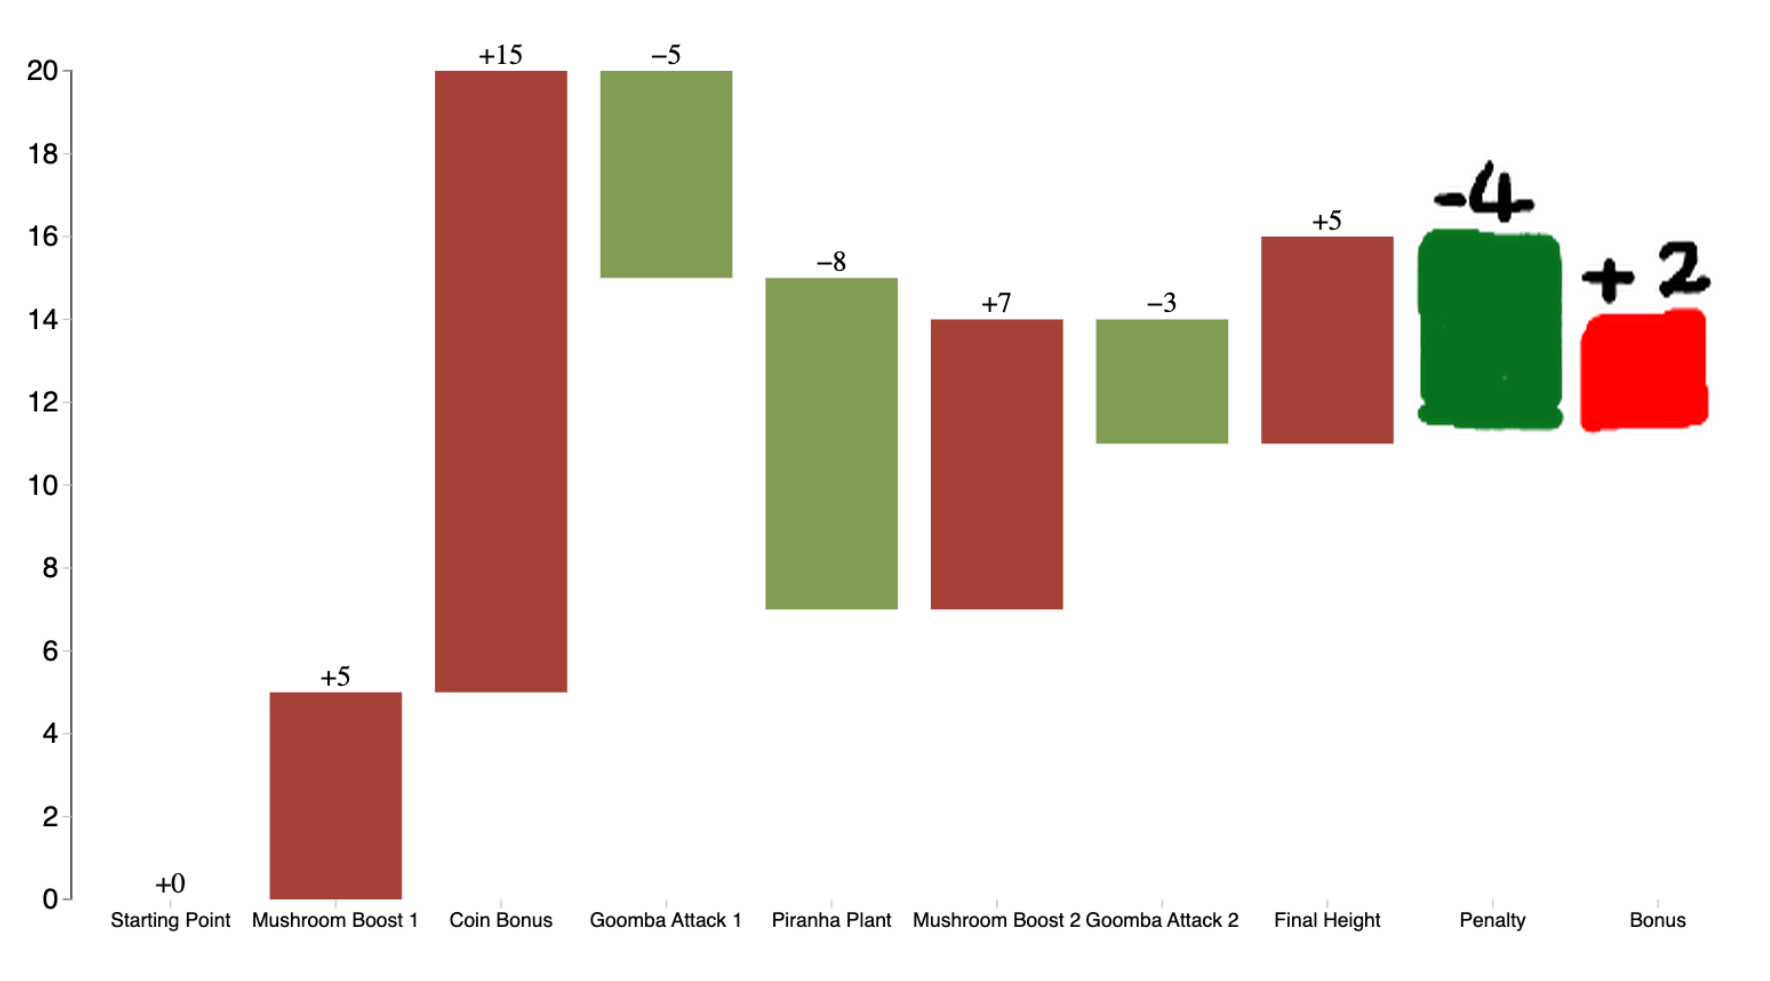 +15
−5
20
18
-4
16
+5
+ 2
−8
14
+7
−3
12
10
8
6
+5
4
2
+0
0
Starting Point
Mushroom Boost 1
Coin Bonus
Goomba Attack 1
Piranha Plant
Mushroom Boost 2
Goomba Attack 2
Final Height
Penalty
Bonus